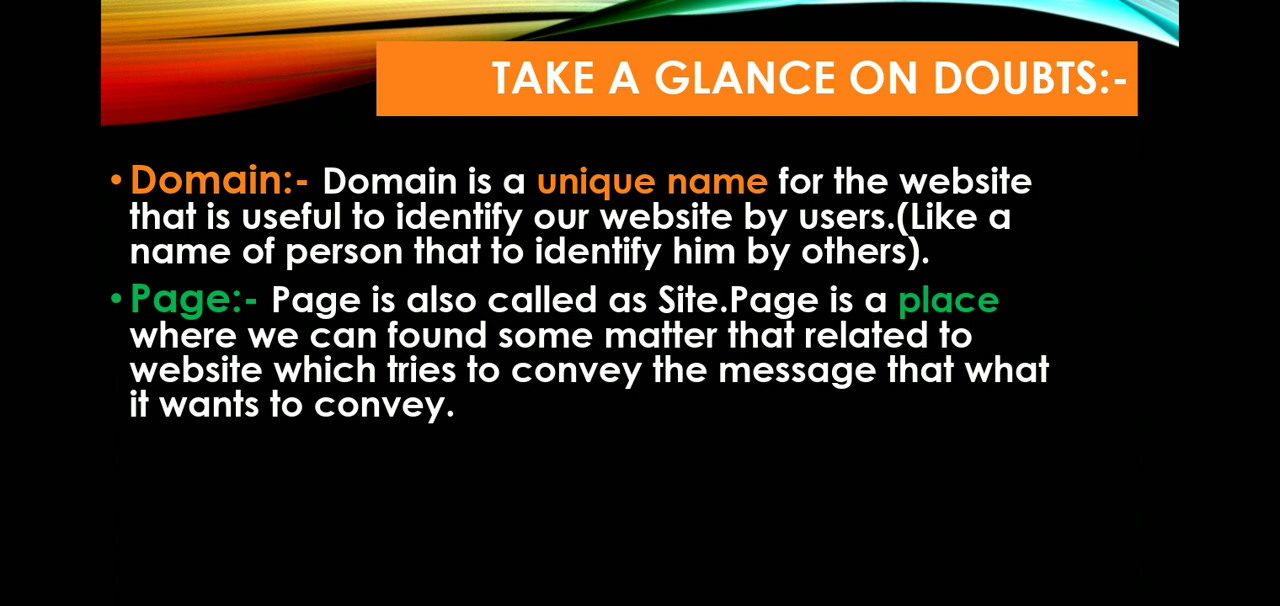 TAKE A GLANCE ON DOUBTS:-
• Domain:- Domain is a unique name for the website
that is useful to identify our website by users.(Like a
name of person that to identify him by others).
• Page:- Page is also called as Site.Page is a place
where we can found some matter that related to
website which tries to convey the message that what
it wants to convey.